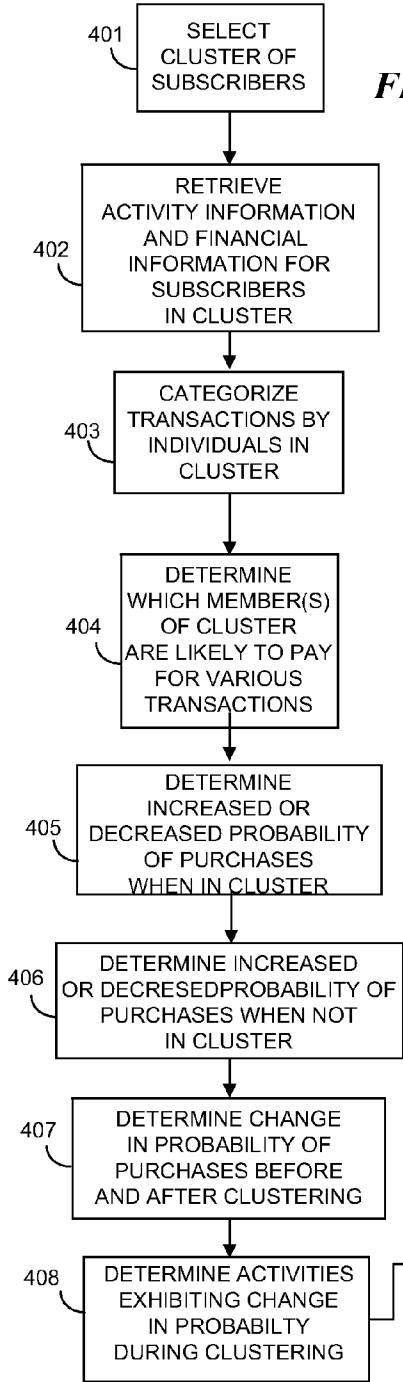 401
SELECT
CLUSTER OF
SUBSCRIBERS
402
RETRIEVE
ACTIVITY INFORMATION
AND FINANCIAL
INFORMATION FOR
SUBSCRIBERS
IN CLUSTER
403
CATEGORIZE
TRANSACTIONS BY
INDIVIDUALS IN
CLUSTER
404
DETERMINE
WHICH MEMBER(S)
OF CLUSTER
ARE LIKELY TO PAY
FOR VARIOUS
TRANSACTIONS
405
DETERMINE
INCREASED OR
DECREASED PROBABILITY
OF PURCHASES
WHEN IN CLUSTER
406
DETERMINE INCREASED
OR DECRESEDPROBABILITY OF
PURCHASES WHEN NOT
IN CLUSTER
407
DETERMINE CHANGE
IN PROBABILITY OF
PURCHASES BEFORE
AND AFTER CLUSTERING
408
DETERMINE ACTIVITIES
EXHIBITING CHANGE
IN PROBABILTY
DURING CLUSTERING